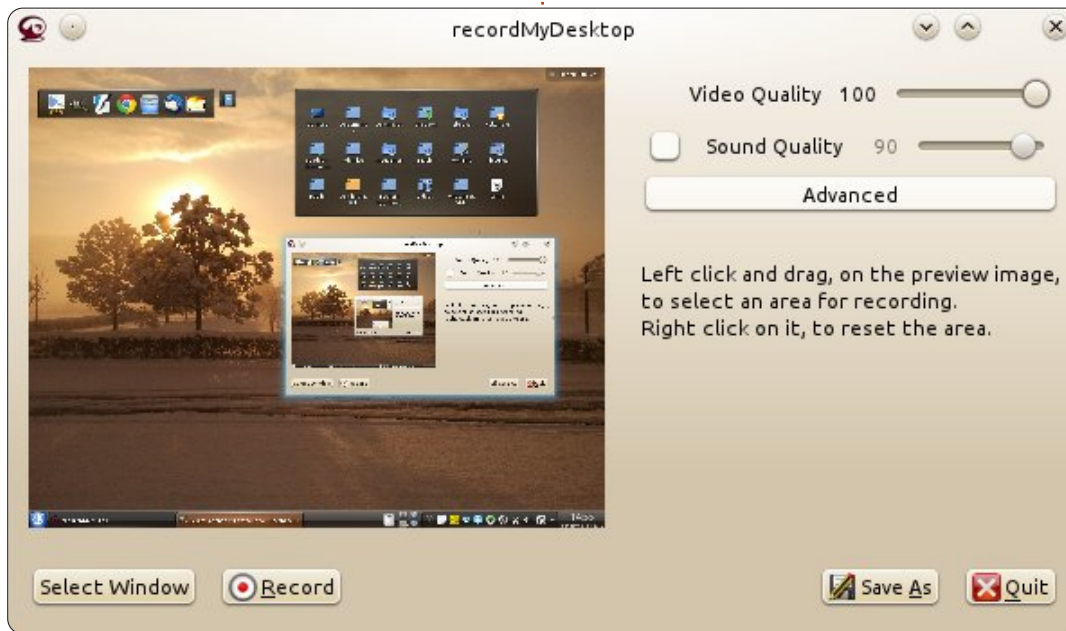 recordMyDesktop
Video Quality 100
Sound Quality 90
Advanced
Left click and drag, on the preview image,
to select an area for recording.
Right click on it, to reset the area.
Select Window
Record
Save As
Quit